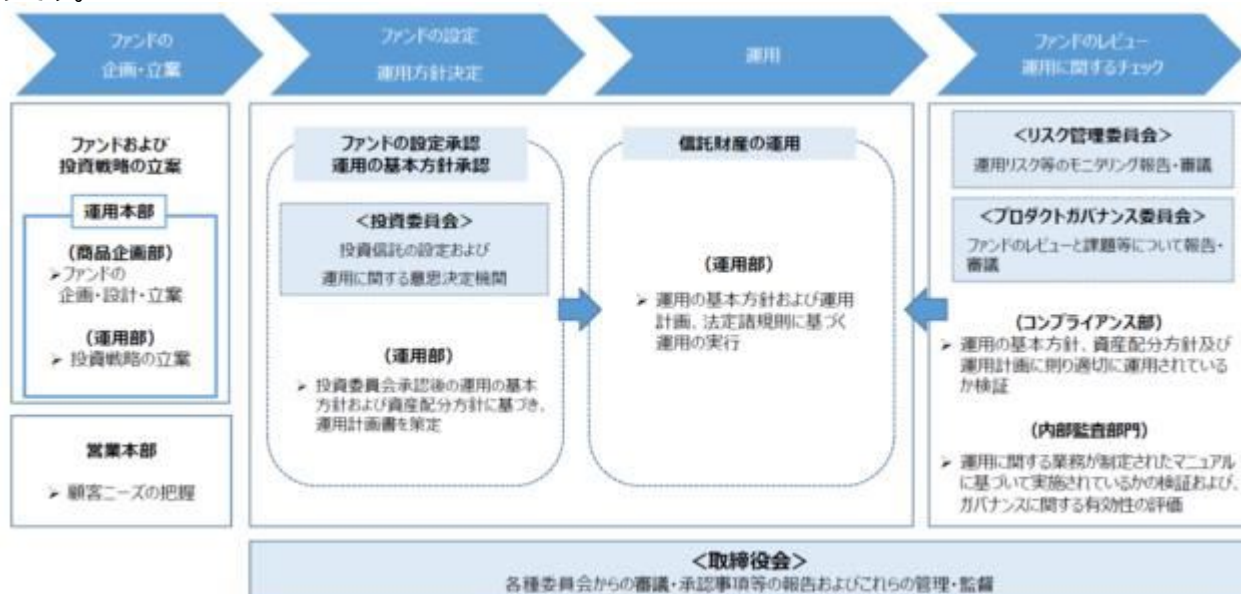 ファンドの
企画・立案
ファンドの設定
運用方針決定
運用
ファンドのレビュー
運用に関するチェック
ファンドおよび
投資戦略の立案
運用本部
(商品企画部)
➤ファンドの
企画・設計・立案
(運用部)
➤ 投資戦略の立案
営業本部
➤ 顧客ニーズの把握
ファンドの設定承認
運用の基本方針承認
<投資委員会>
投資信託の設定および
運用に関する意思決定機関
(運用部)
➤ 投資委員会承認後の運用の基本
方針および資産配分方針に基づき、
運用計画書を策定
信託財産の運用
(運用部)
➤ 運用の基本方針および運用
計画、法定諸規則に基づく
運用の実行
<リスク管理委員会>
運用リスク等のモニタリング報告・審議
<プロダクトガバナンス委員会>
ファンドのレビューと課題等について報告・
審議
(コンプライアンス部)
➤ 運用の基本方針、資産配分方針及び
運用計画に則り適切に運用されている
か検証
(内部監査部門)
➤ 運用に関する業務が制定されたマニュアル
に基づいて実施されているかの検証および、
ガバナンスに関する有効性の評価
<取締役会>
各種委員会からの審議・承認事項等の報告およびこれらの管理・監督